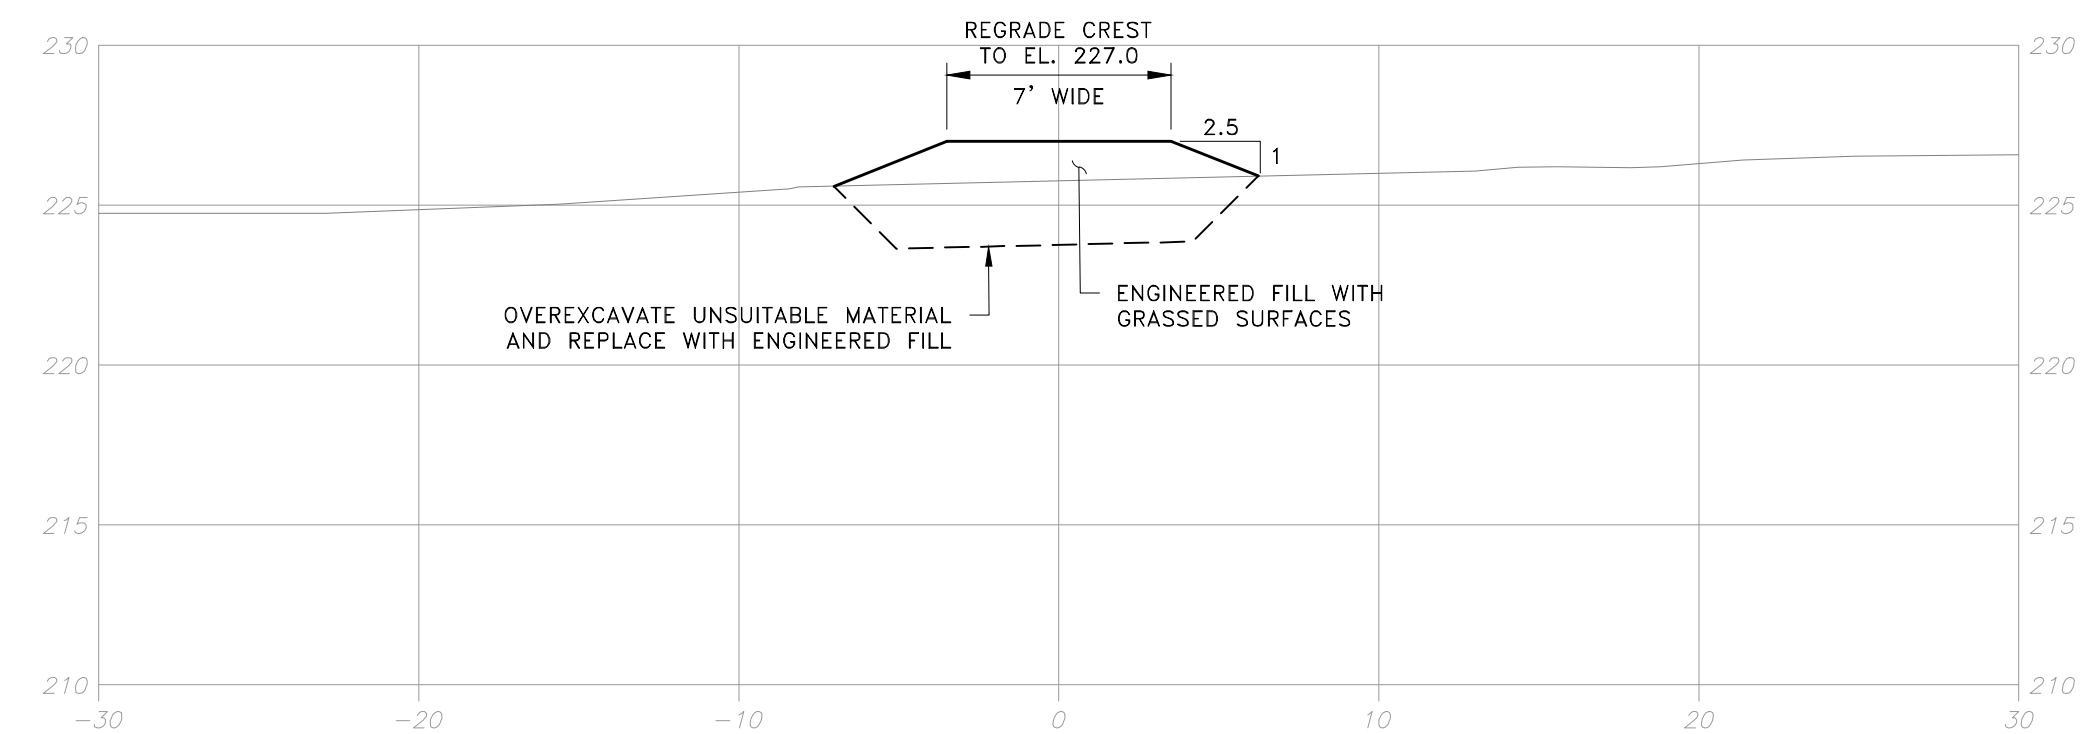 REGRADE CREST
TO EL. 227.0
7' WIDE
2.5
1
230
230
225
225
ENGINEERED FILL WITH
GRASSED SURFACES
OVEREXCAVATE UNSUITABLE MATERIAL
AND REPLACE WITH ENGINEERED FILL
220
220
215
215
210
210
-30
-20
-10
0
10
20
30